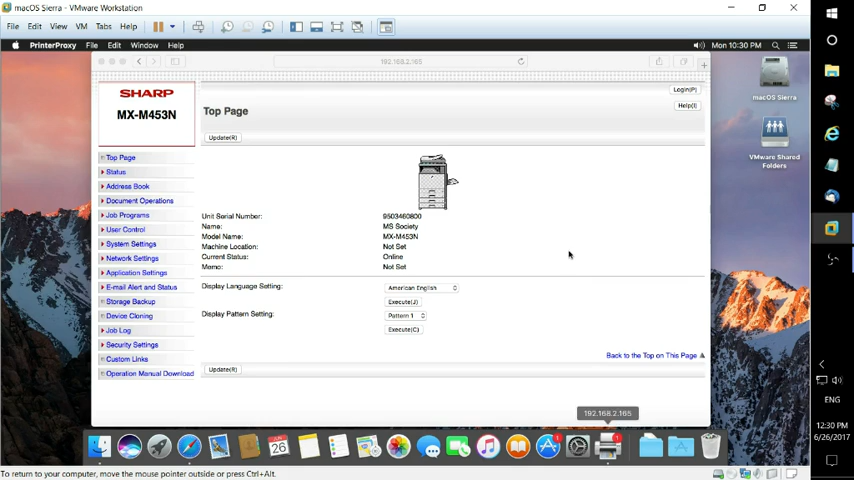 macOS Sierra - VMware Workstation
File Edit View VM Tabs Help
PrinterProxy File Edit Window Help
Mon 10:30 PM
192.168.2.165
SHARP
MX-M453N
Login(P)
Top Page
Help(I)
Update(R)
Top Page
Status
Address Book
Document Operations
Job Programs
User Control
System Settings
Network Settings
Application Settings
E-mail Alert and Status
Storage Backup
Device Cloning
Job Log
Security Settings
Custom Links
Operation Manual Download
Unit Serial Number: 9503460800
Name: MS Society
Model Name: MX-M453N
Machine Location: Not Set
Current Status: Online
Memo: Not Set
Display Language Setting: American English
Execute(J)
Display Pattern Setting: Pattern 1
Execute(C)
Back to the Top on This Page
Update(R)
macOS Sierra
VMware Shared
Folders
192.168.2.165
JUN
26
1
1
ENG
12:30 PM
6/26/2017
To return to your computer, move the mouse pointer outside or press Ctrl+Alt.